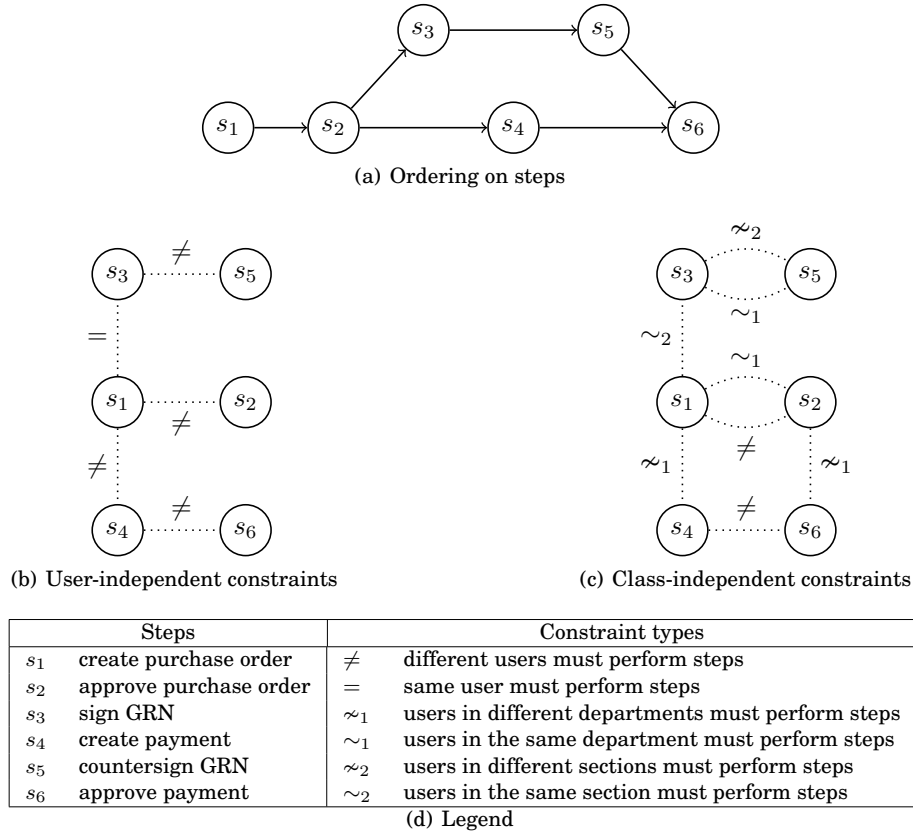 s₃ s₅
s₁ s₂ s₄ s₆
(a) Ordering on steps
≠
s₃ s₅
=
s₁ s₂
≠
≠
≠
s₄ s₆
(b) User-independent constraints
≁₂
s₃ s₅
∼₁
∼₂
∼₁
s₁ s₂
≠
≁₁ ≁₁
≠
s₄ s₆
(c) Class-independent constraints
Steps Constraint types
s₁ create purchase order ≠ different users must perform steps
s₂ approve purchase order = same user must perform steps
s₃ sign GRN ≁₁ users in different departments must perform steps
s₄ create payment ∼₁ users in the same department must perform steps
s₅ countersign GRN ≁₂ users in different sections must perform steps
s₆ approve payment ∼₂ users in the same section must perform steps
(d) Legend